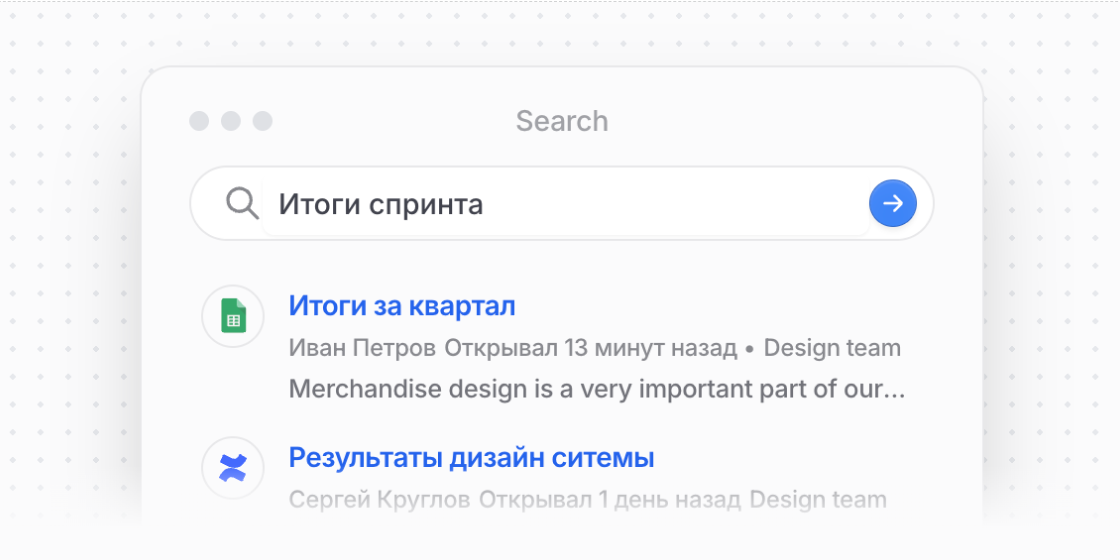 Search
Итоги спринта
Итоги за квартал
Иван Петров Открывал 13 минут назад • Design team
Merchandise design is a very important part of our...
Результаты дизайн ситемы
Сергей Круглов Открывал 1 день назад Design team